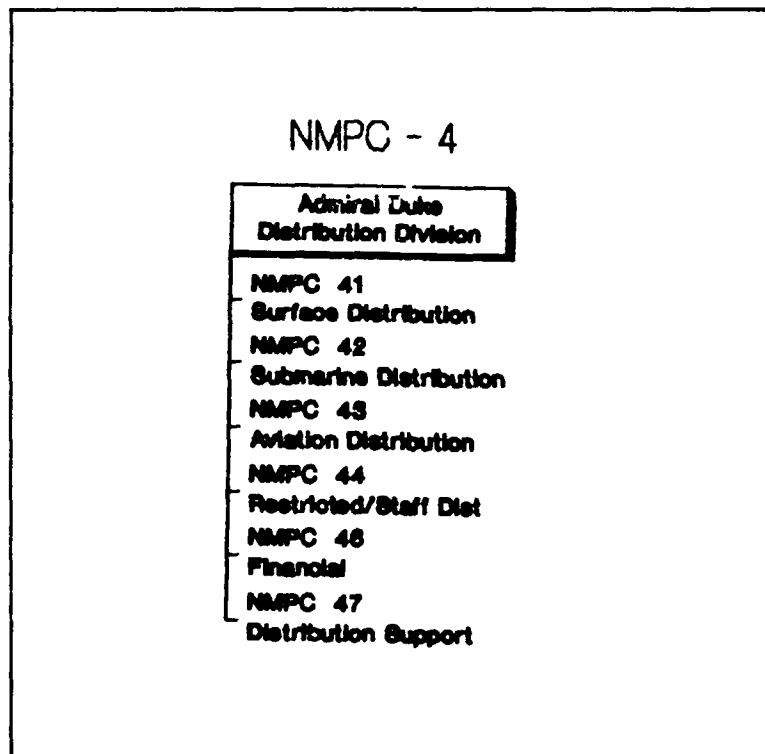 NMPC - 4
Admiral Duke
Distribution Division
NMPC 41
Surface Distribution
NMPC 42
Submarine Distribution
NMPC 43
Aviation Distribution
NMPC 44
Restricted/Staff Dist
NMPC 46
Financial
NMPC 47
Distribution Support